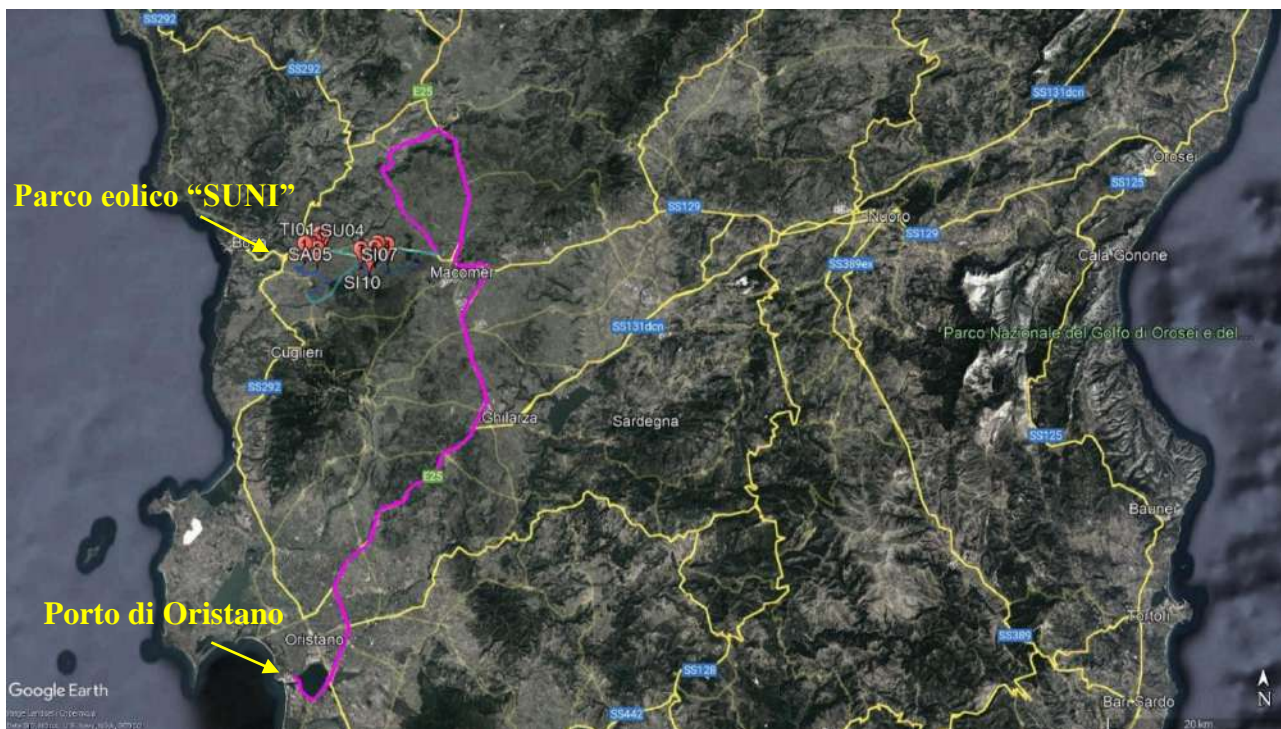 SS292
SS292
E25
SS131dcn
Orosei
SS125
Parco eolico “SUNI”
SS129
Nuoro
SS129
TI01 SU04
SA05
SI07
Macomer
SI10
SS389ex
Cala Gonone
SS131dcn
Parco Nazionale del Golfo di Orosei e del...
Cuglieri
SS292
Ghilarza
Sardegna
SS125
E25
Baunei
Porto di Oristano
Oristano
Tortolì
SS389
SS128
Google Earth
Bari Sardo
N
SS442
20 km